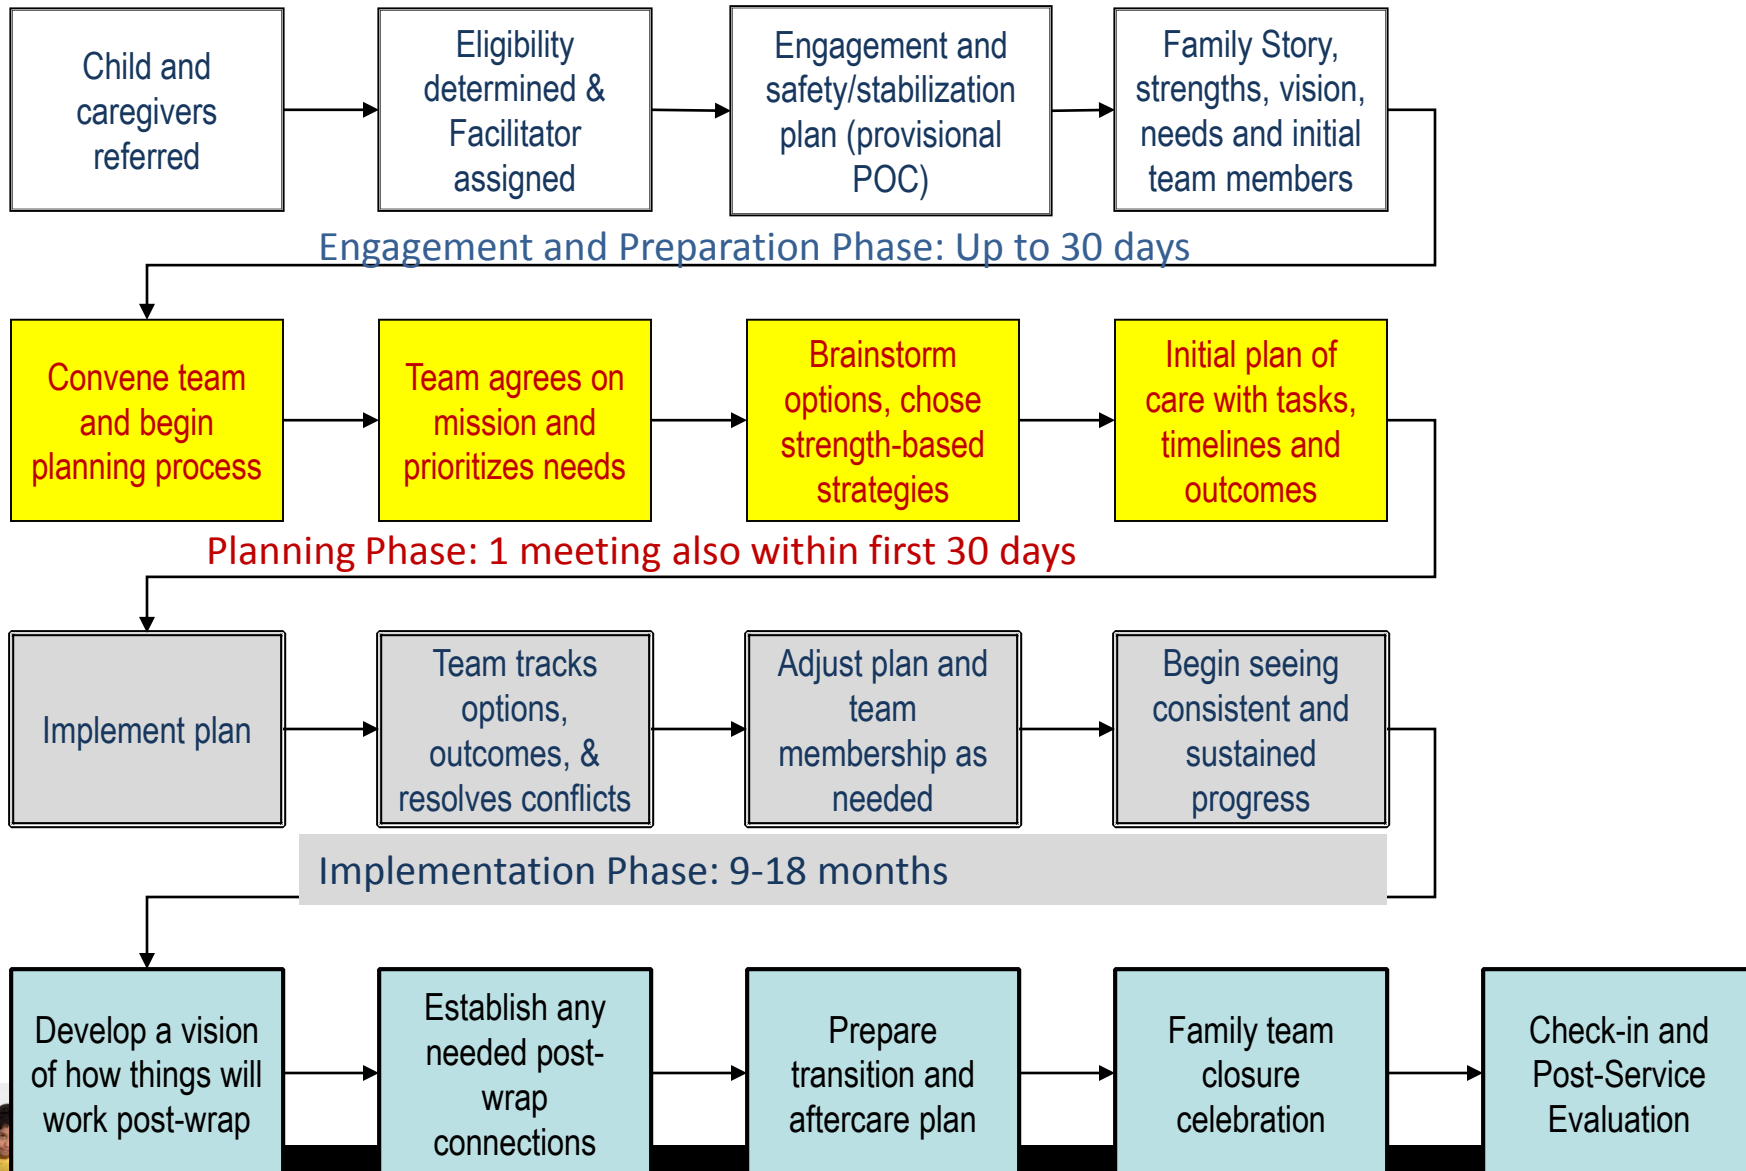 Child and
caregivers
referred
Eligibility
determined &
Facilitator
assigned
Engagement and
safety/stabilization
plan (provisional
POC)
Family Story,
strengths, vision,
needs and initial
team members
Engagement and Preparation Phase: Up to 30 days
Convene team
and begin
planning process
Team agrees on
mission and
prioritizes needs
Brainstorm
options, chose
strength-based
strategies
Initial plan of
care with tasks,
timelines and
outcomes
Planning Phase: 1 meeting also within first 30 days
Implement plan
Team tracks
options,
outcomes, &
resolves conflicts
Adjust plan and
team
membership as
needed
Begin seeing
consistent and
sustained
progress
Implementation Phase: 9-18 months
Develop a vision
of how things will
work post-wrap
Establish any
needed post-
wrap
connections
Prepare
transition and
aftercare plan
Family team
closure
celebration
Check-in and
Post-Service
Evaluation